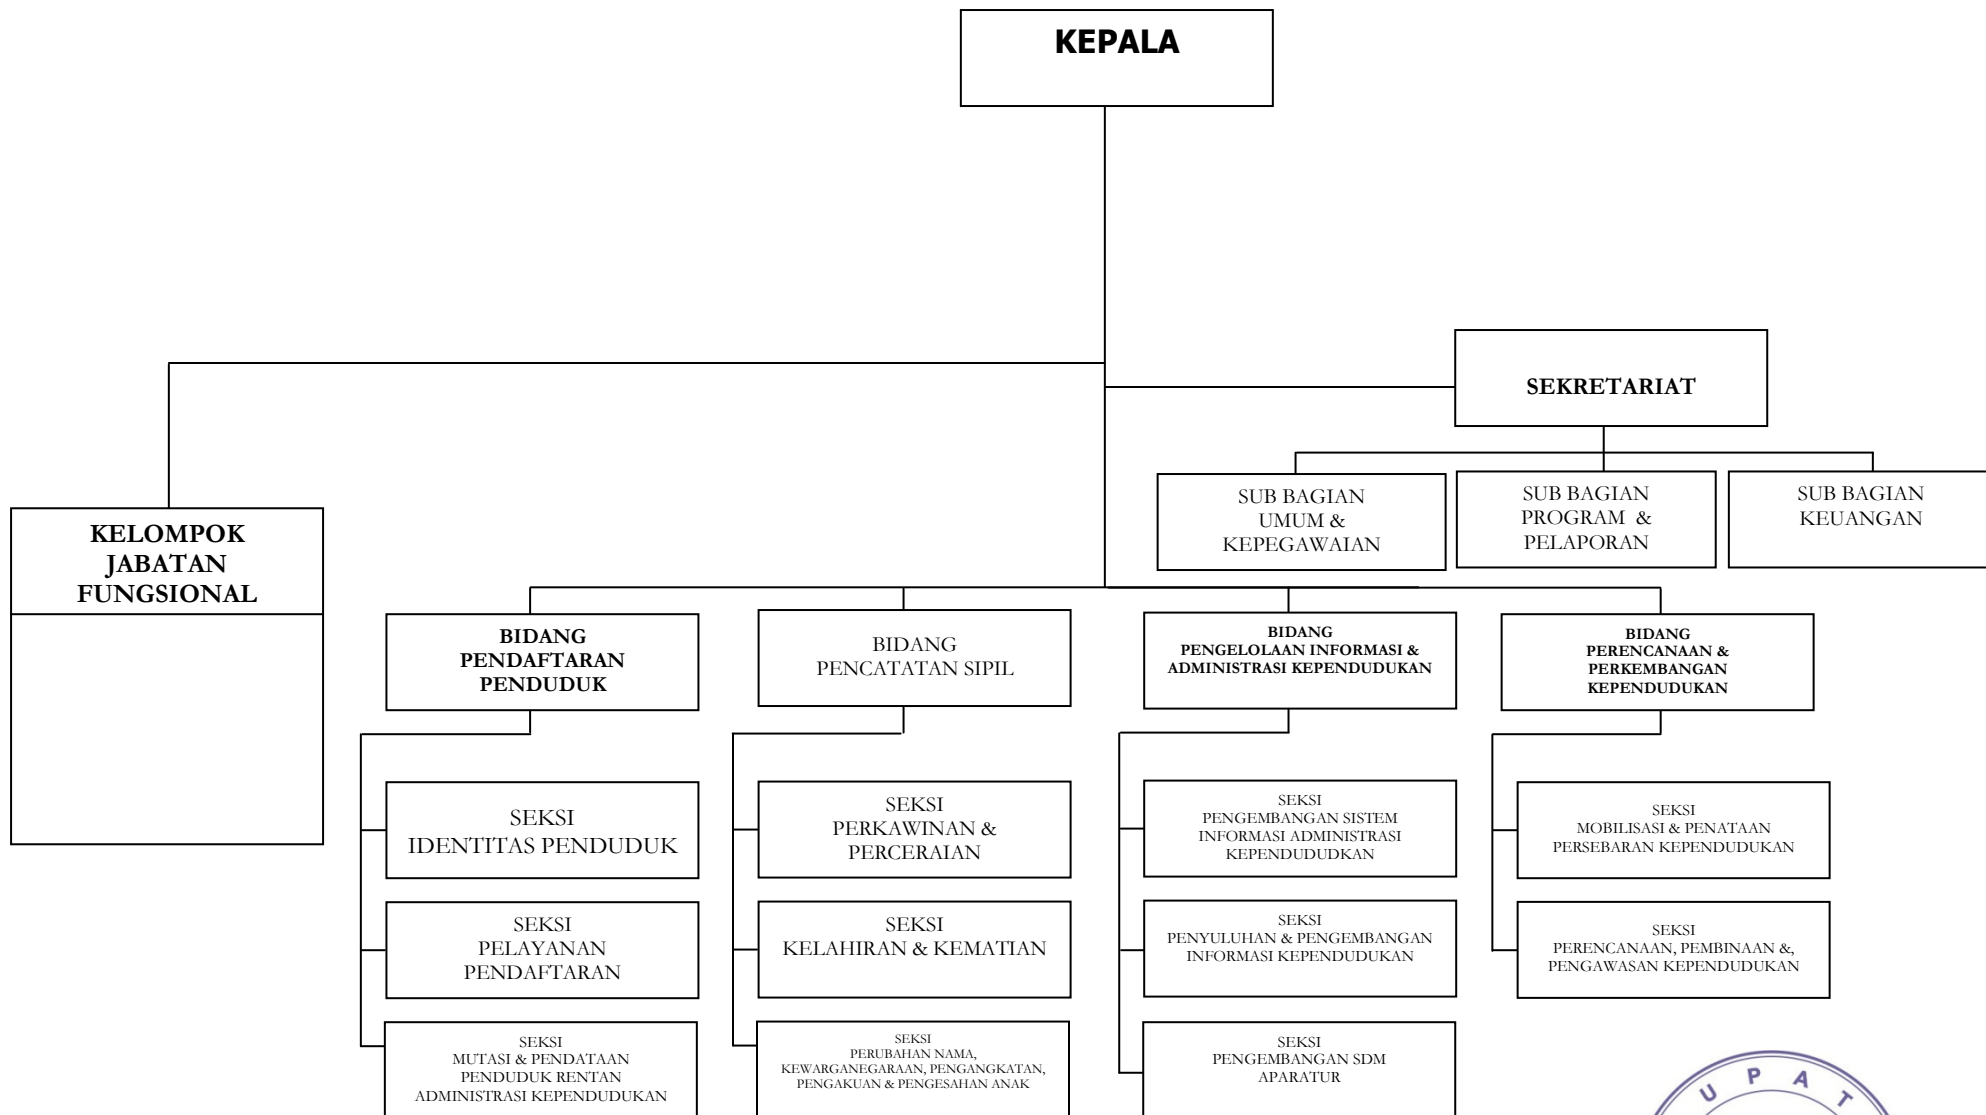 KEPALA
SEKRETARIAT
SUB BAGIAN
UMUM &
KEPEGAWAIAN
SUB BAGIAN
PROGRAM &
PELAPORAN
SUB BAGIAN
KEUANGAN
KELOMPOK
JABATAN
FUNGSIONAL
BIDANG
PENDAFTARAN
PENDUDUK
BIDANG
PENCATATAN SIPIL
BIDANG
PENGELOLAAN INFORMASI &
ADMINISTRASI KEPENDUDUKAN
BIDANG
PERENCANAAN &
PERKEMBANGAN
KEPENDUDUKAN
SEKSI
IDENTITAS PENDUDUK
SEKSI
PERKAWINAN &
PERCERAIAN
SEKSI
PENGEMBANGAN SISTEM
INFORMASI ADMINISTRASI
KEPENDUDUDKAN
SEKSI
MOBILISASI & PENATAAN
PERSEBARAN KEPENDUDUKAN
SEKSI
PELAYANAN
PENDAFTARAN
SEKSI
KELAHIRAN & KEMATIAN
SEKSI
PENYULUHAN & PENGEMBANGAN
INFORMASI KEPENDUDUKAN
SEKSI
PERENCANAAN, PEMBINAAN &,
PENGAWASAN KEPENDUDUKAN
SEKSI
MUTASI & PENDATAAN
PENDUDUK RENTAN
ADMINISTRASI KEPENDUDUKAN
SEKSI
PERUBAHAN NAMA,
KEWARGANEGARAAN, PENGANGKATAN,
PENGAKUAN & PENGESAHAN ANAK
SEKSI
PENGEMBANGAN SDM
APARATUR
UPAT